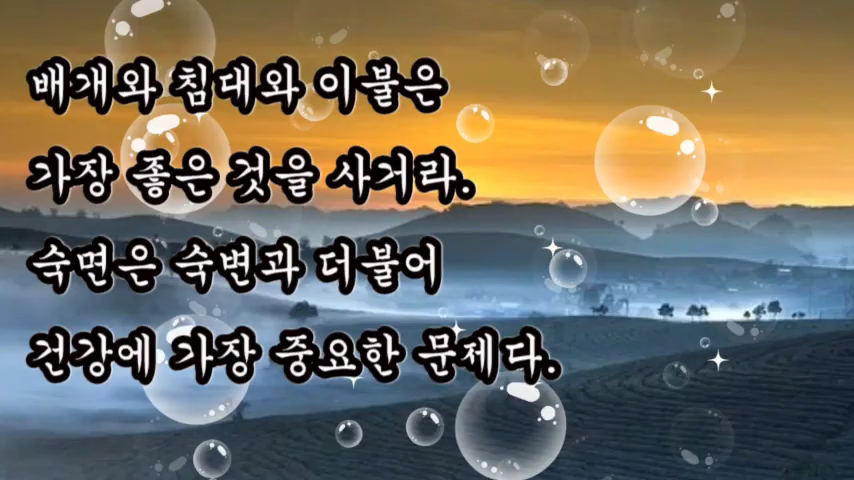 배개와 침대와 이불은
가장 좋은 것을 사거라.
숙면은 숙변과 더불어
건강에 가장 중요한 문제다.